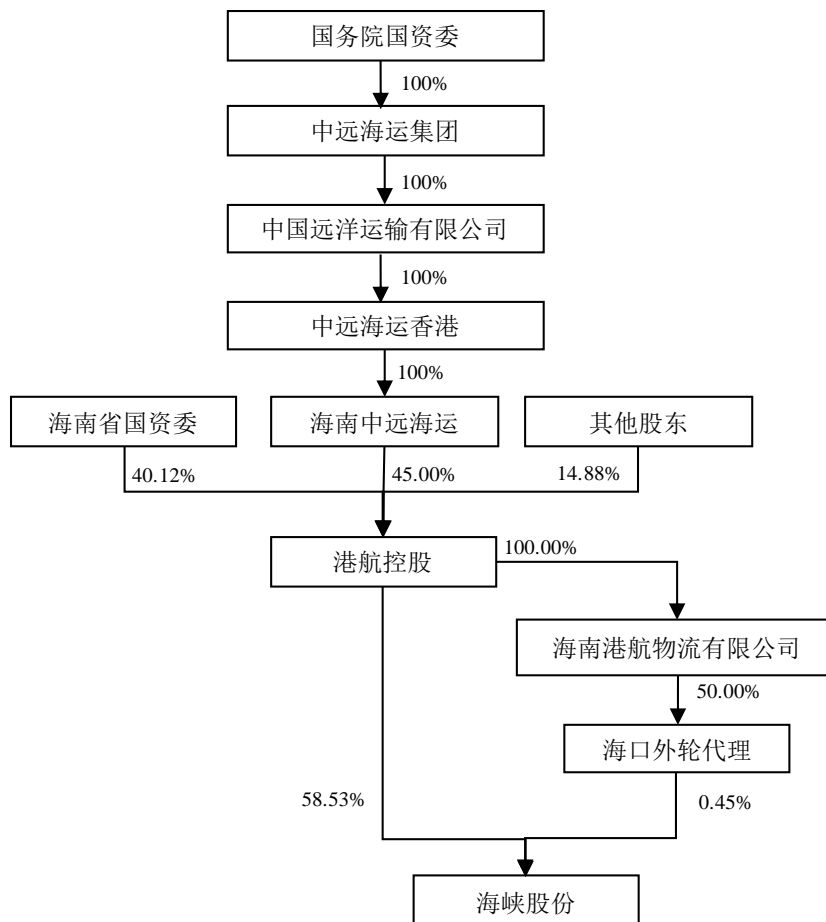 国务院国资委
100%
中远海运集团
100%
中国远洋运输有限公司
100%
中远海运香港
100%
海南省国资委
海南中远海运
其他股东
40.12%
45.00%
14.88%
港航控股
100.00%
海南港航物流有限公司
50.00%
海口外轮代理
58.53%
0.45%
海峡股份